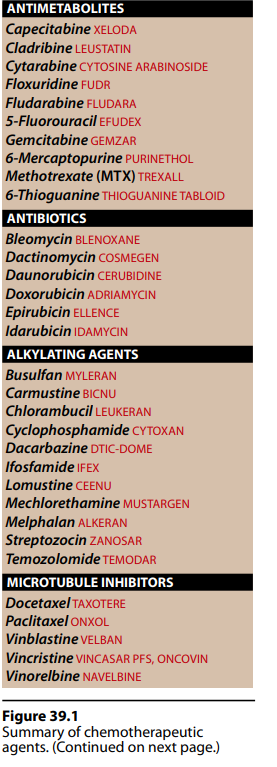 ANTIMETABOLITES
Capecitabine XELODA
Cladribine LEUSTATIN
Cytarabine CYTOSINE ARABINOSIDE
Floxuridine FUDR
Fludarabine FLUDARA
5-Fluorouracil EFUDEX
Gemcitabine GEMZAR
6-Mercaptopurine PURINETHOL
Methotrexate (MTX) TREXALL
6-Thioguanine THIOGUANINE TABLOID
ANTIBIOTICS
Bleomycin BLENOXANE
Dactinomycin COSMEGEN
Daunorubicin CERUBIDINE
Doxorubicin ADRIAMYCIN
Epirubicin ELLENCE
Idarubicin IDAMYCIN
ALKYLATING AGENTS
Busulfan MYLERAN
Carmustine BICNU
Chlorambucil LEUKERAN
Cyclophosphamide CYTOXAN
Dacarbazine DTIC-DOME
Ifosfamide IFEX
Lomustine CEENU
Mechlorethamine MUSTARGEN
Melphalan ALKERAN
Streptozocin ZANOSAR
Temozolomide TEMODAR
MICROTUBULE INHIBITORS
Docetaxel TAXOTERE
Paclitaxel ONXOL
Vinblastine VELBAN
Vincristine VINCASAR PFS, ONCOVIN
Vinorelbine NAVELBINE
Figure 39.1
Summary of chemotherapeutic
agents. (Continued on next page.)